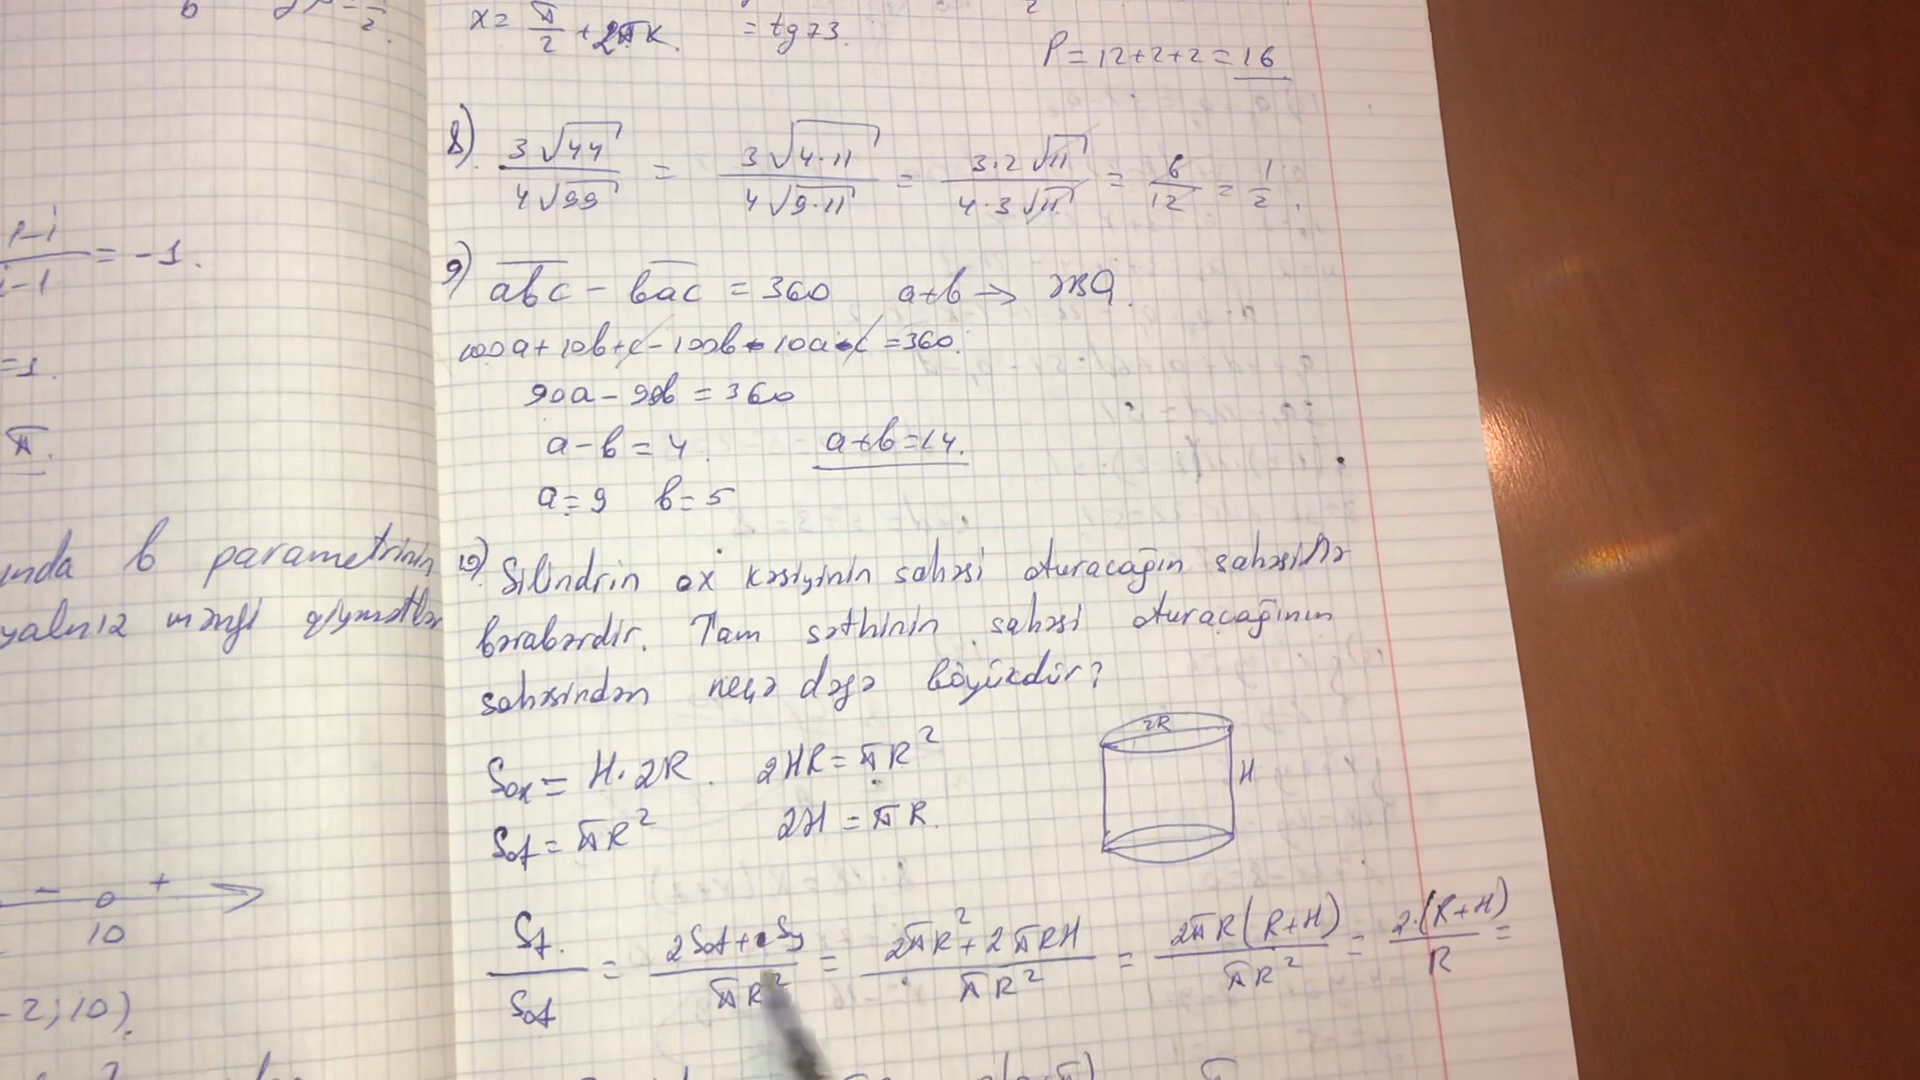 x = π/2 + 2πk.
= tg73.
P = 12+2+2 = 16
8) 3√44 / 4√99 = 3√4·11 / 4√9·11 = 3·2√11 / 4·3√11 = 6/12 = 1/2.
9) abc - bac = 360 a+b → ƏBQ.
100a + 10b + c - 100b - 10a - c = 360.
90a - 90b = 360
a - b = 4. a+b = 14.
a = 9 b = 5
10) Silindrin ox kəsiyinin sahəsi oturacağın sahəsinə
bərabərdir. Tam səthinin sahəsi oturacağının
sahəsindən neçə dəfə böyükdür?
Sox = H·2R. 2HR = πR²
Sot = πR² 2H = πR.
2R
H
St. / Sot = 2Sot + Sy / πR² = 2πR² + 2πRH / πR² = 2πR(R+H) / πR² = 2·(R+H) / R =
= -1.
i-1
=1.
π.
b parametrinin
yalnız mənfi qiymətlər
- +
10
-2;10).